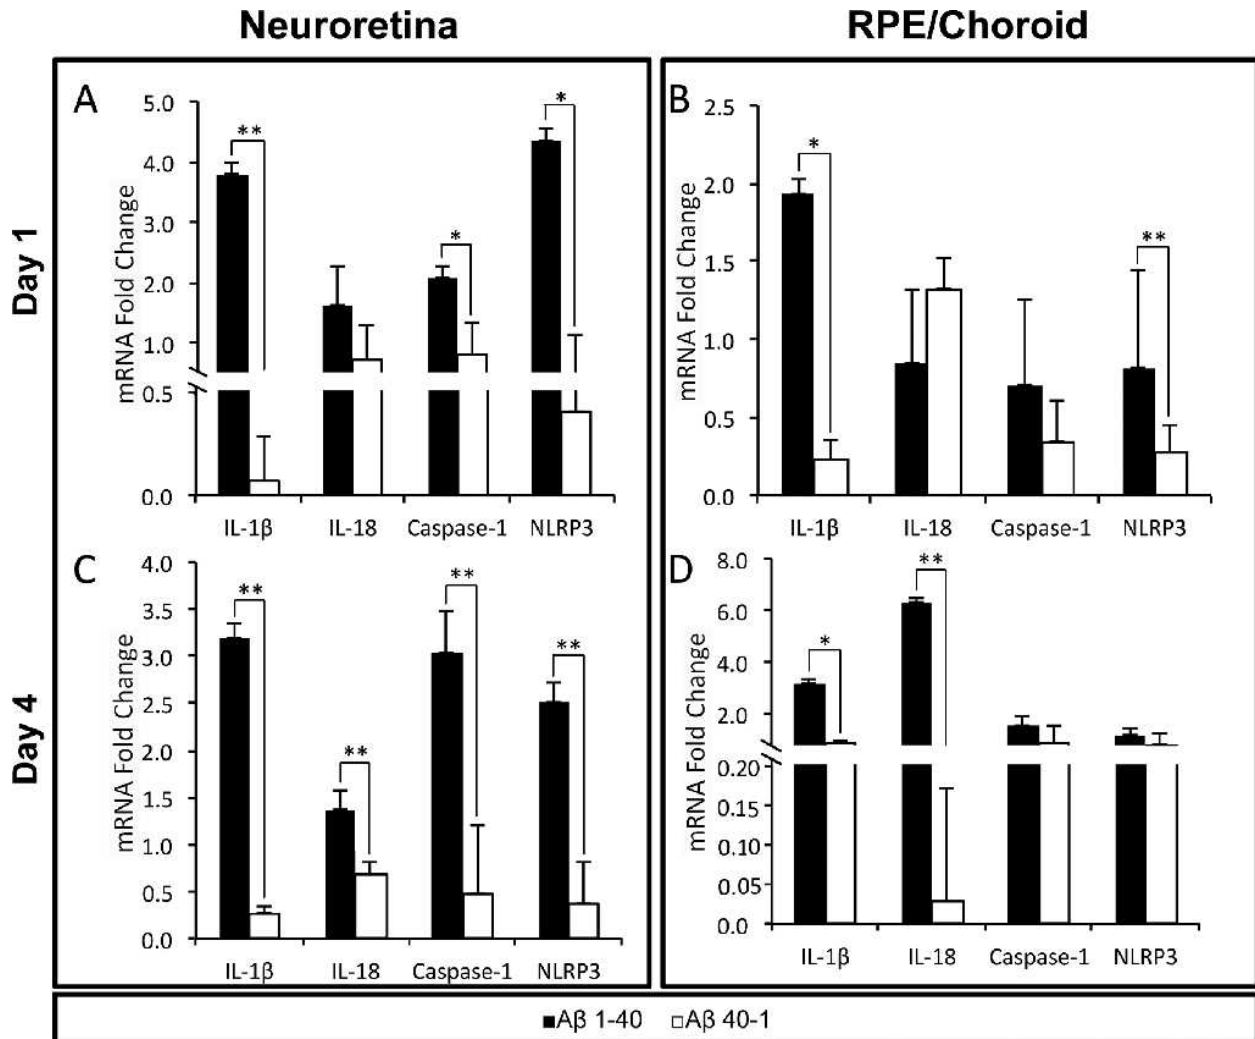 Neuroretina RPE/Choroid
Day 1
A
mRNA Fold Change
5.0
4.0
3.0
2.0
1.0
0.5
0.0
**
*
*
IL-1β IL-18 Caspase-1 NLRP3
B
mRNA Fold Change
2.5
2.0
1.5
1.0
0.5
0.0
*
**
IL-1β IL-18 Caspase-1 NLRP3
Day 4
C
mRNA Fold Change
4.0
3.5
3.0
2.5
2.0
1.5
1.0
0.5
0.0
**
**
**
**
IL-1β IL-18 Caspase-1 NLRP3
D
mRNA Fold Change
8.0
6.0
4.0
2.0
0.20
0.15
0.10
0.05
0.0
*
**
IL-1β IL-18 Caspase-1 NLRP3
Aβ 1-40 Aβ 40-1